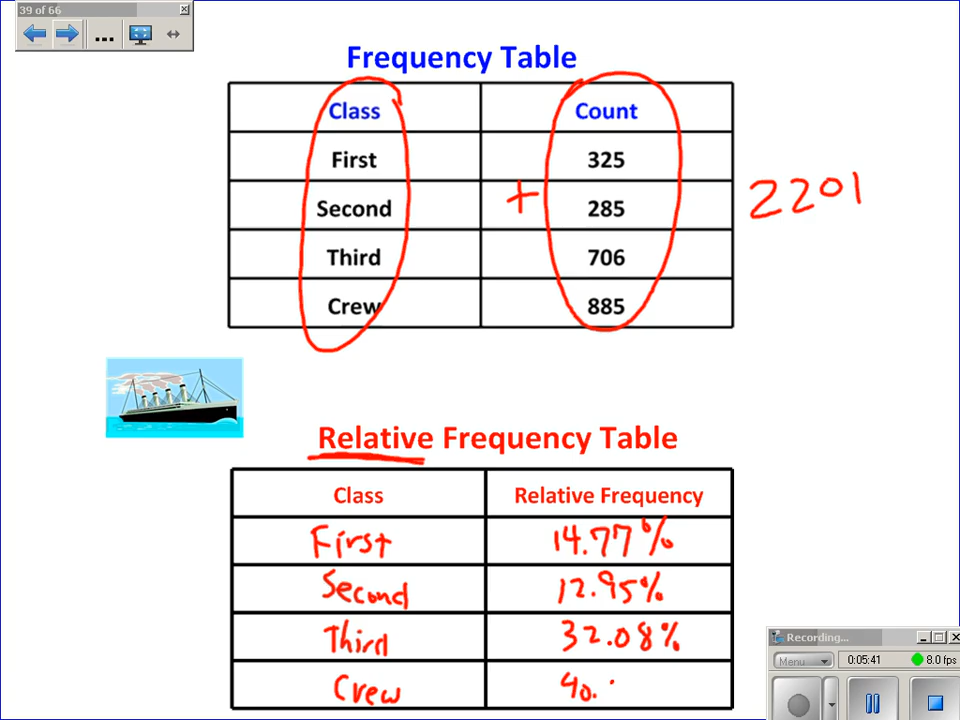 39 of 66
...
Frequency Table
Class Count
First 325
+
Second 285
2201
Third 706
Crew 885
Relative Frequency Table
Class Relative Frequency
First 14.77%
Second 12.95%
Third 32.08%
Crew 40.
Recording...
Menu 0:05:41 8.0 fps